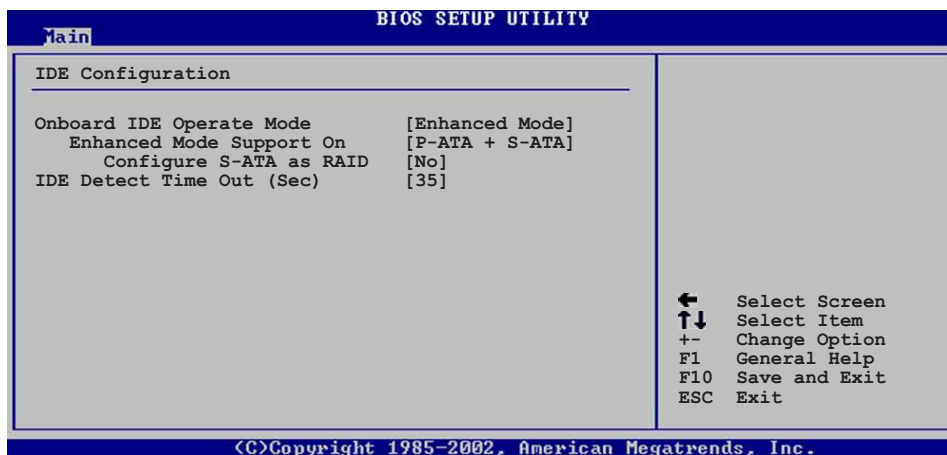 BIOS SETUP UTILITY
Main
IDE Configuration
Onboard IDE Operate Mode [Enhanced Mode]
Enhanced Mode Support On [P-ATA + S-ATA]
Configure S-ATA as RAID [No]
IDE Detect Time Out (Sec) [35]
← Select Screen
↑↓ Select Item
+- Change Option
F1 General Help
F10 Save and Exit
ESC Exit
(C)Copyright 1985-2002, American Megatrends, Inc.